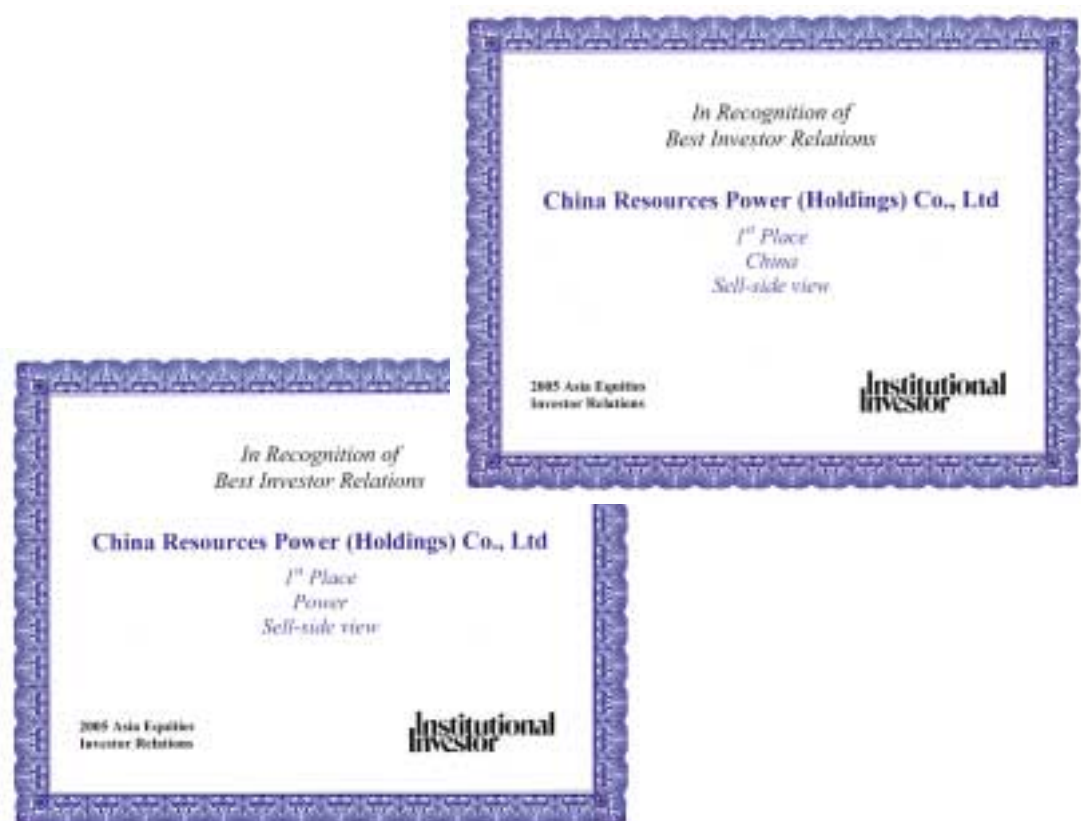 In Recognition of
Best Investor Relations
China Resources Power (Holdings) Co., Ltd
1st Place
China
Sell-side view
2005 Asia Equities
Investor Relations
Institutional
Investor
In Recognition of
Best Investor Relations
China Resources Power (Holdings) Co., Ltd
1st Place
Power
Sell-side view
2005 Asia Equities
Investor Relations
Institutional
Investor